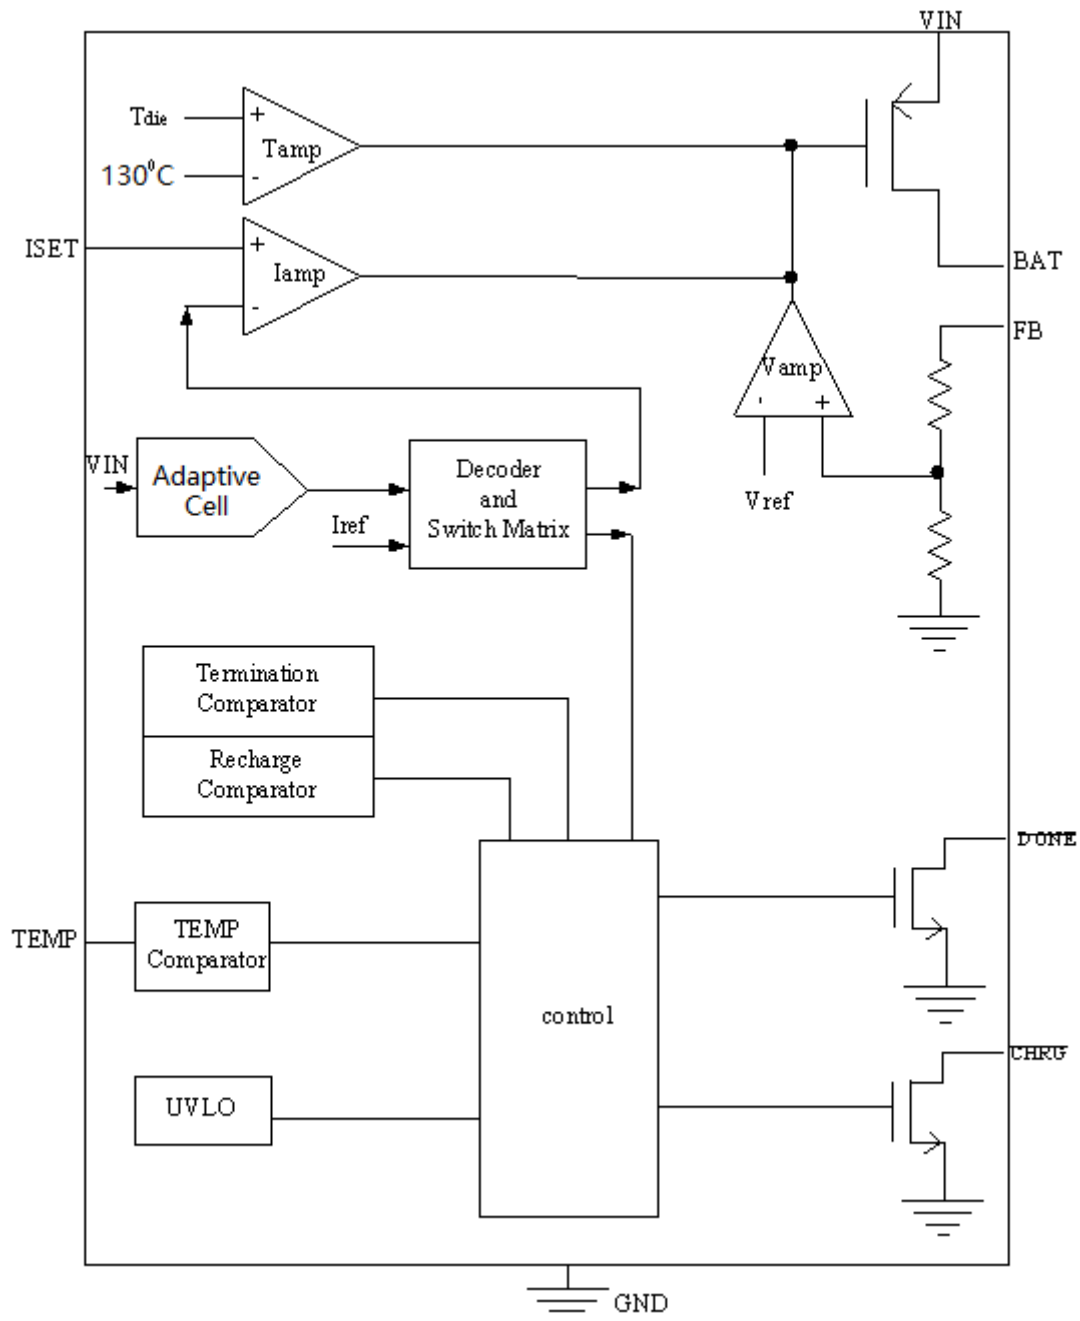 VIN
Tdie
+
Tamp
130⁰C
-
ISET
+
Iamp
-
BAT
FB
Vamp
-
+
VIN
Adaptive
Cell
Decoder
and
Switch Matrix
Iref
Vref
Termination
Comparator
Recharge
Comparator
DONE
TEMP
TEMP
Comparator
control
CHRG
UVLO
GND